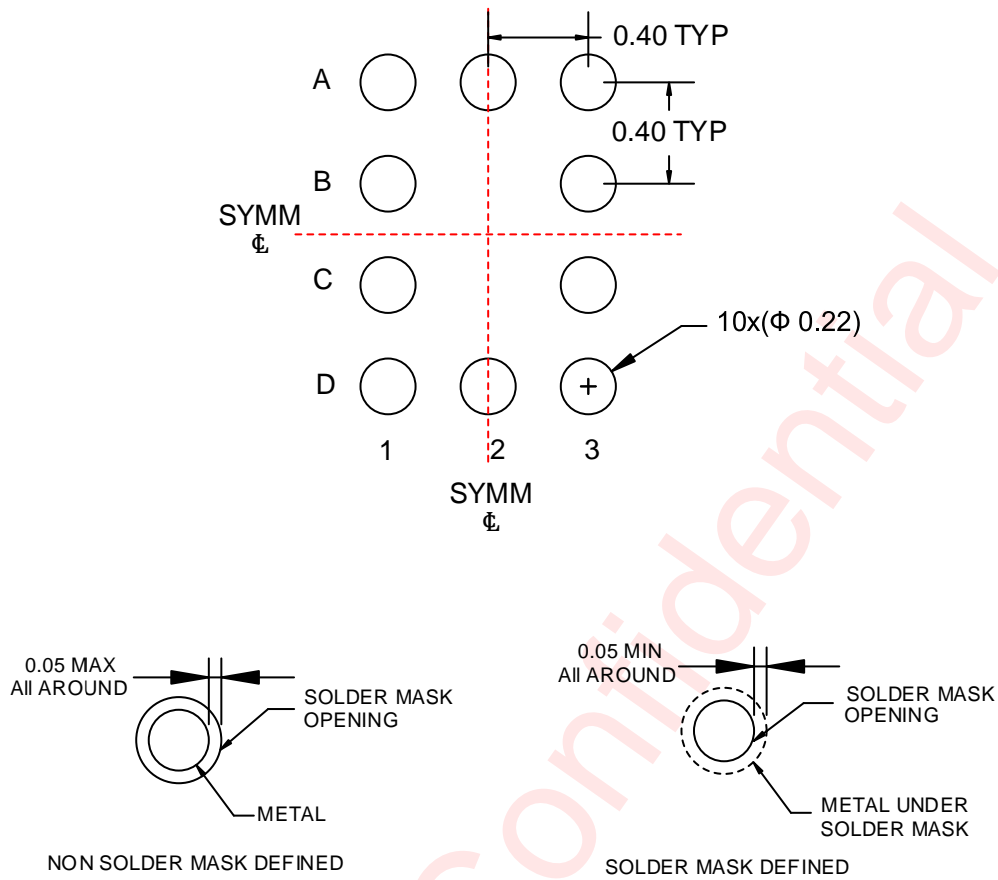 0.40 TYP
A
0.40 TYP
B
SYMM
℄
C
10x(Φ 0.22)
D
1 2 3
SYMM
℄
0.05 MAX
All AROUND
SOLDER MASK
OPENING
METAL
NON SOLDER MASK DEFINED
0.05 MIN
All AROUND
SOLDER MASK
OPENING
METAL UNDER
SOLDER MASK
SOLDER MASK DEFINED
Confidential